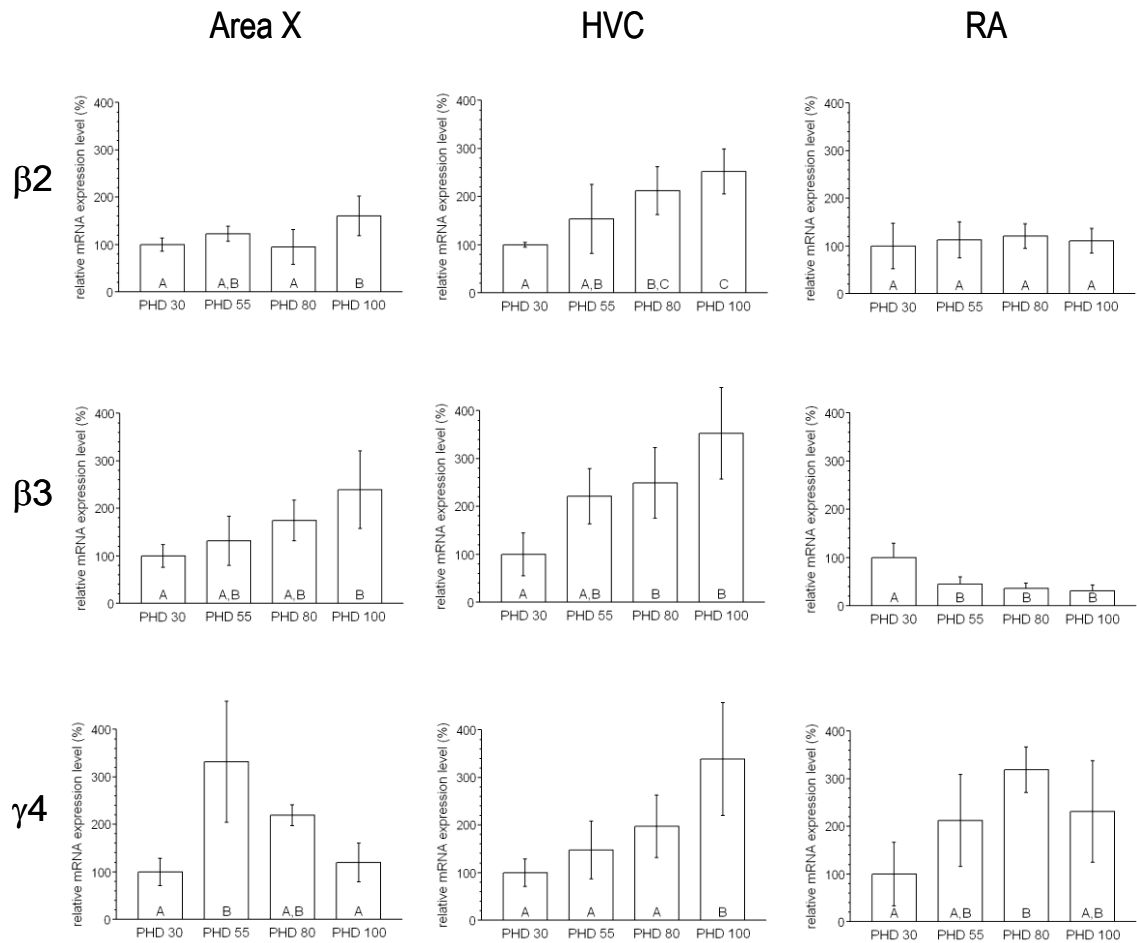 Area X HVC RA
β2
relative mRNA expression level (%)
400
300
200
100
0
A A,B A B
PHD 30 PHD 55 PHD 80 PHD 100
relative mRNA expression level (%)
400
300
200
100
0
A A,B B,C C
PHD 30 PHD 55 PHD 80 PHD 100
relative mRNA expression level (%)
400
300
200
100
0
A A A A
PHD 30 PHD 55 PHD 80 PHD 100
β3
relative mRNA expression level (%)
400
300
200
100
0
A A,B A,B B
PHD 30 PHD 55 PHD 80 PHD 100
relative mRNA expression level (%)
400
300
200
100
0
A A,B B B
PHD 30 PHD 55 PHD 80 PHD 100
relative mRNA expression level (%)
400
300
200
100
0
A B B B
PHD 30 PHD 55 PHD 80 PHD 100
γ4
relative mRNA expression level (%)
400
300
200
100
0
A B A,B A
PHD 30 PHD 55 PHD 80 PHD 100
relative mRNA expression level (%)
400
300
200
100
0
A A A B
PHD 30 PHD 55 PHD 80 PHD 100
relative mRNA expression level (%)
400
300
200
100
0
A A,B B A,B
PHD 30 PHD 55 PHD 80 PHD 100